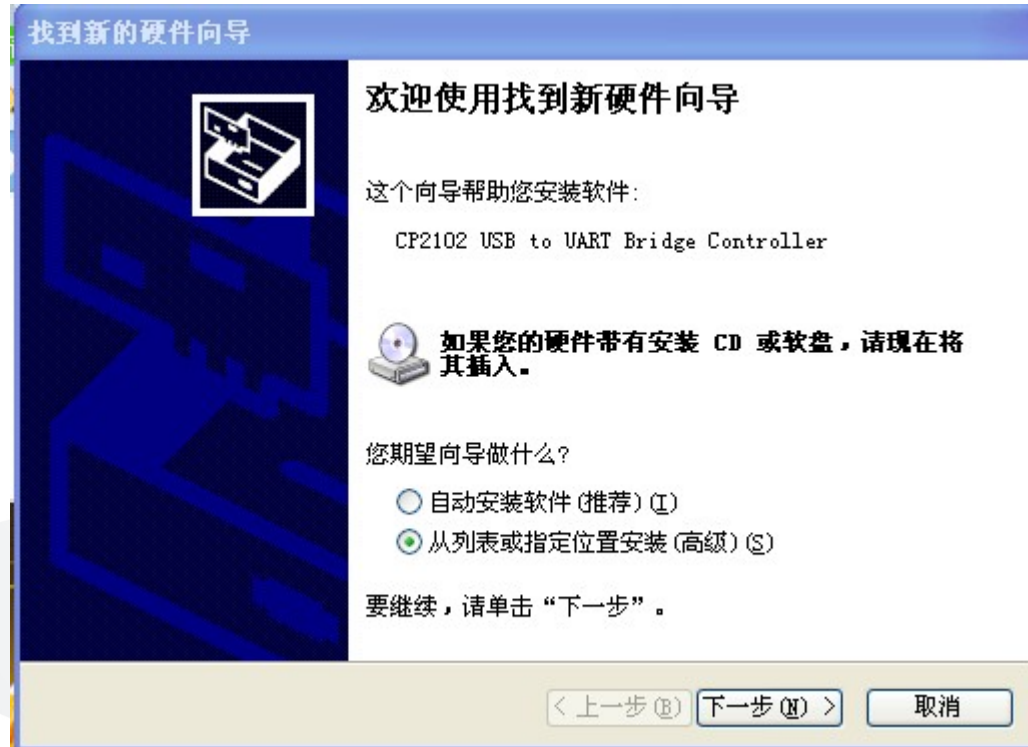 找到新的硬件向导
欢迎使用找到新硬件向导
这个向导帮助您安装软件:
CP2102 USB to UART Bridge Controller
如果您的硬件带有安装 CD 或软盘，请现在将
其插入。
您期望向导做什么?
自动安装软件(推荐)(I)
从列表或指定位置安装(高级)(S)
要继续，请单击“下一步”。
< 上一步(B) 下一步(N) > 取消